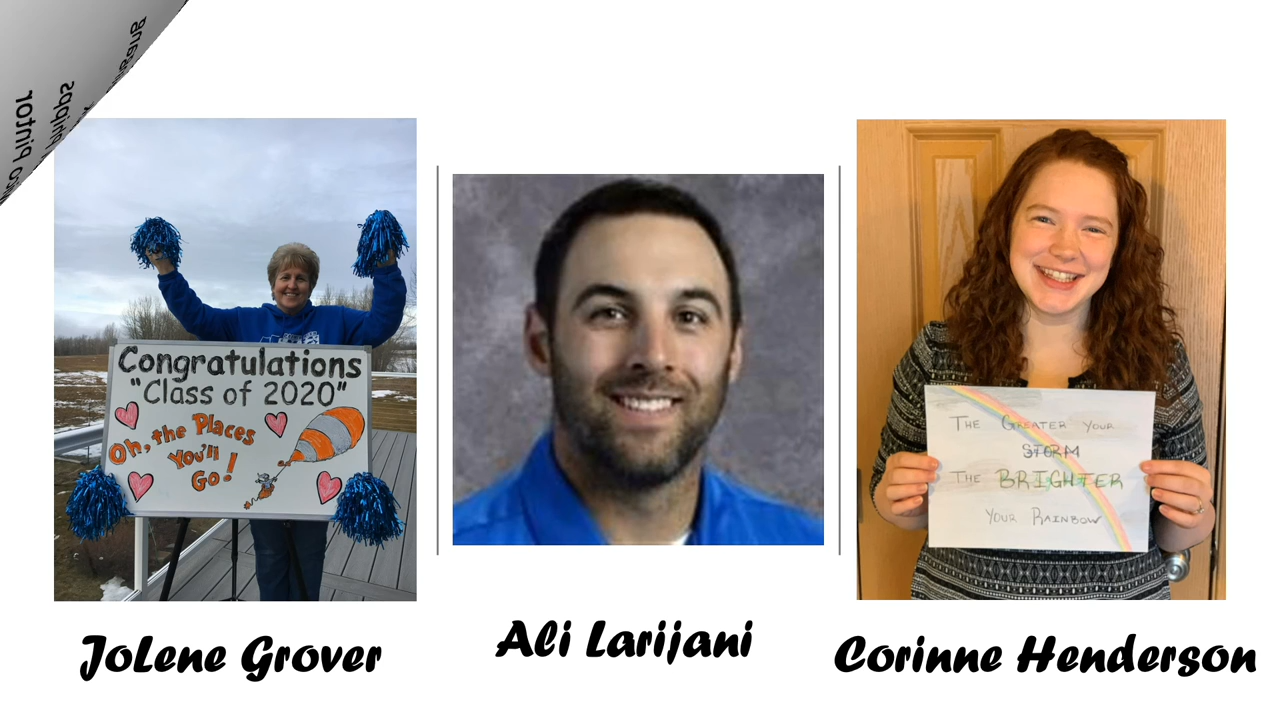 Congratulations
"Class of 2020"
Oh, the Places
You'll
Go!
The Greater Your
STORM
The BRIGHTER
Your Rainbow
JoLene Grover
Ali Larijani
Corinne Henderson